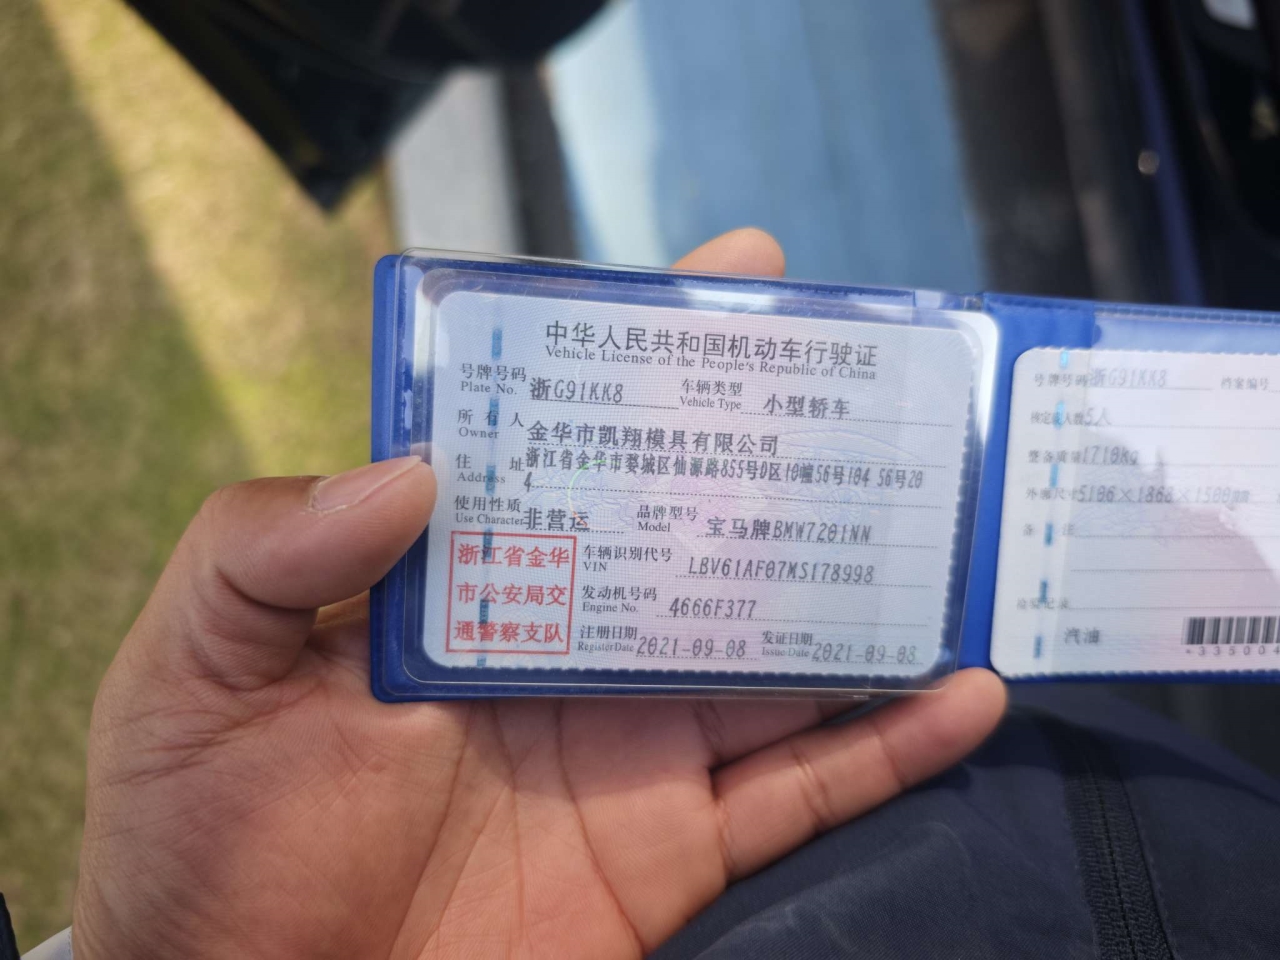 中华人民共和国机动车行驶证
Vehicle License of the People's Republic of China
号牌号码 浙G91KK8 车辆类型 小型轿车
Plate No. Vehicle Type
所有人 金华市凯翔模具有限公司
Owner
住址 浙江省金华市婺城区仙源路855号D区10幢56号104 56号20
Address 4
使用性质 非营运 品牌型号 宝马牌BMW7201NN
Use Character Model
浙江省金华
市公安局交
通警察支队
车辆识别代号 LBV61AF07MS178998
VIN
发动机号码 4666F377
Engine No.
注册日期 2021-09-08 发证日期 2021-09-08
Register Date Issue Date
号牌号码 浙G91KK8 档案编号
核定载人数 5人
整备质量 1710kg
外廓尺寸 5106×1868×1500mm
备注
检验记录
汽油
*335004